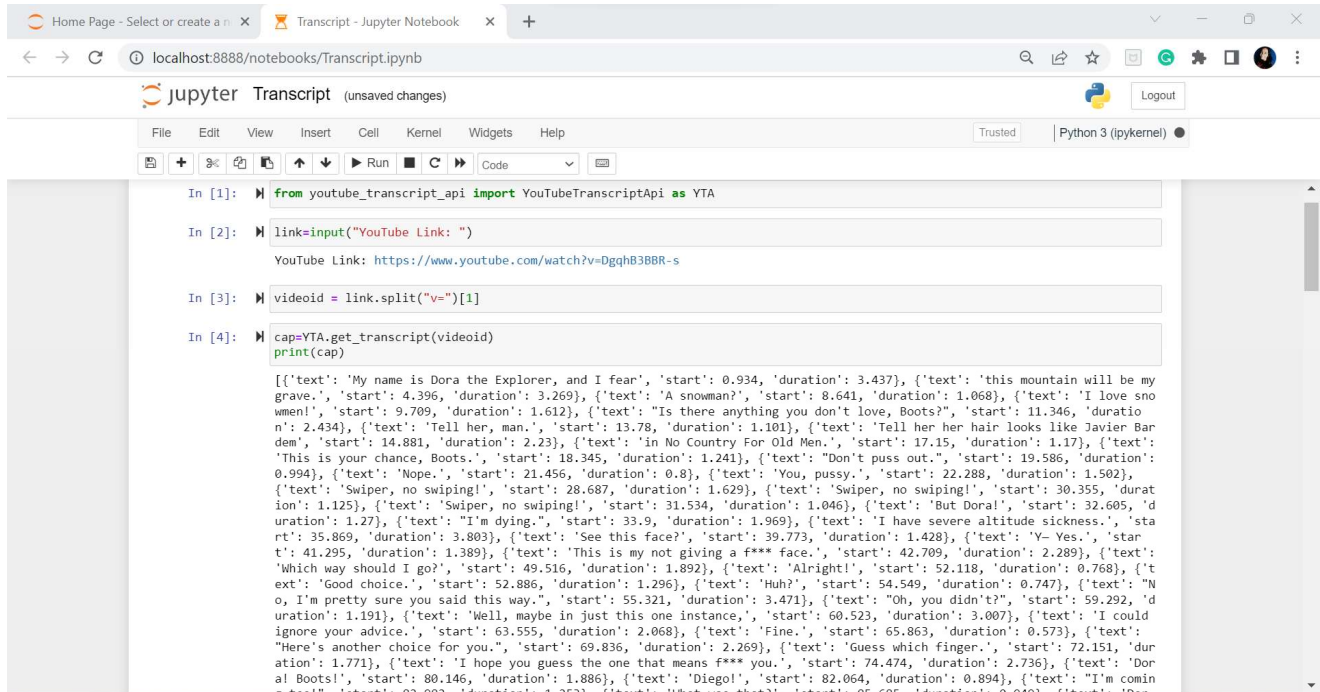 Home Page - Select or create a n
Transcript - Jupyter Notebook
localhost:8888/notebooks/Transcript.ipynb
jupyter Transcript (unsaved changes)
Logout
File Edit View Insert Cell Kernel Widgets Help
Trusted
Python 3 (ipykernel)
Run
Code
In [1]: from youtube_transcript_api import YouTubeTranscriptApi as YTA
In [2]: link=input("YouTube Link: ")
YouTube Link: https://www.youtube.com/watch?v=DgqhB3BBR-s
In [3]: videoid = link.split("v=")[1]
In [4]: cap=YTA.get_transcript(videoid)
print(cap)
[{'text': 'My name is Dora the Explorer, and I fear', 'start': 0.934, 'duration': 3.437}, {'text': 'this mountain will be my
grave.', 'start': 4.396, 'duration': 3.269}, {'text': 'A snowman?', 'start': 8.641, 'duration': 1.068}, {'text': 'I love sno
wmen!', 'start': 9.709, 'duration': 1.612}, {'text': "Is there anything you don't love, Boots?", 'start': 11.346, 'duratio
n': 2.434}, {'text': 'Tell her, man.', 'start': 13.78, 'duration': 1.101}, {'text': 'Tell her her hair looks like Javier Bar
dem', 'start': 14.881, 'duration': 2.23}, {'text': 'in No Country For Old Men.', 'start': 17.15, 'duration': 1.17}, {'text':
'This is your chance, Boots.', 'start': 18.345, 'duration': 1.241}, {'text': "Don't puss out.", 'start': 19.586, 'duration':
0.994}, {'text': 'Nope.', 'start': 21.456, 'duration': 0.8}, {'text': 'You, pussy.', 'start': 22.288, 'duration': 1.502},
{'text': 'Swiper, no swiping!', 'start': 28.687, 'duration': 1.629}, {'text': 'Swiper, no swiping!', 'start': 30.355, 'durat
ion': 1.125}, {'text': 'Swiper, no swiping!', 'start': 31.534, 'duration': 1.046}, {'text': 'But Dora!', 'start': 32.605, 'd
uration': 1.27}, {'text': "I'm dying.", 'start': 33.9, 'duration': 1.969}, {'text': 'I have severe altitude sickness.', 'sta
rt': 35.869, 'duration': 3.803}, {'text': 'See this face?', 'start': 39.773, 'duration': 1.428}, {'text': 'Y— Yes.', 'star
t': 41.295, 'duration': 1.389}, {'text': 'This is my not giving a f*** face.', 'start': 42.709, 'duration': 2.289}, {'text':
'Which way should I go?', 'start': 49.516, 'duration': 1.892}, {'text': 'Alright!', 'start': 52.118, 'duration': 0.768}, {'t
ext': 'Good choice.', 'start': 52.886, 'duration': 1.296}, {'text': 'Huh?', 'start': 54.549, 'duration': 0.747}, {'text': "N
o, I'm pretty sure you said this way.", 'start': 55.321, 'duration': 3.471}, {'text': "Oh, you didn't?", 'start': 59.292, 'd
uration': 1.191}, {'text': 'Well, maybe in just this one instance,', 'start': 60.523, 'duration': 3.007}, {'text': 'I could
ignore your advice.', 'start': 63.555, 'duration': 2.068}, {'text': 'Fine.', 'start': 65.863, 'duration': 0.573}, {'text':
"Here's another choice for you.", 'start': 69.836, 'duration': 2.269}, {'text': 'Guess which finger.', 'start': 72.151, 'dur
ation': 1.771}, {'text': 'I hope you guess the one that means f*** you.', 'start': 74.474, 'duration': 2.736}, {'text': 'Dor
a! Boots!', 'start': 80.146, 'duration': 1.886}, {'text': 'Diego!', 'start': 82.064, 'duration': 0.894}, {'text': "I'm comin